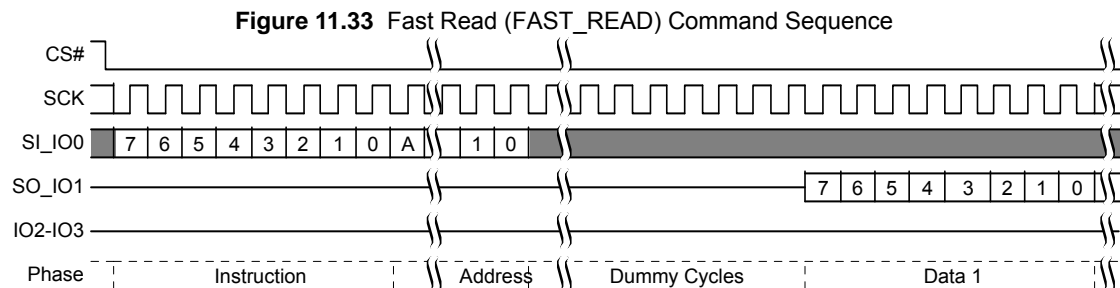 Figure 11.33 Fast Read (FAST_READ) Command Sequence
CS#
SCK
SI_IO0 7 6 5 4 3 2 1 0 A 1 0
SO_IO1 7 6 5 4 3 2 1 0
IO2-IO3
Phase Instruction Address Dummy Cycles Data 1